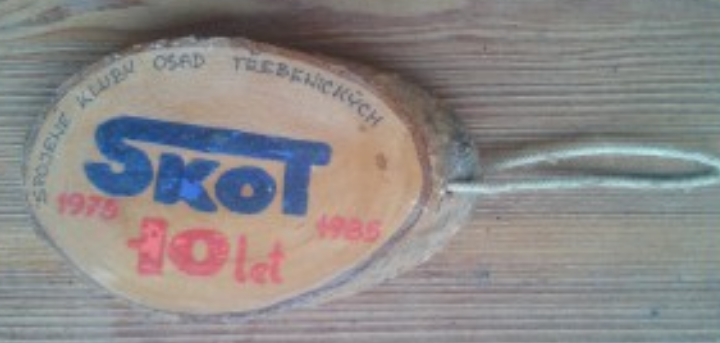 SPOJENÉ KLUBY OSAD TŘEBENICKÝCH
SKOT
1975 1985
10 let